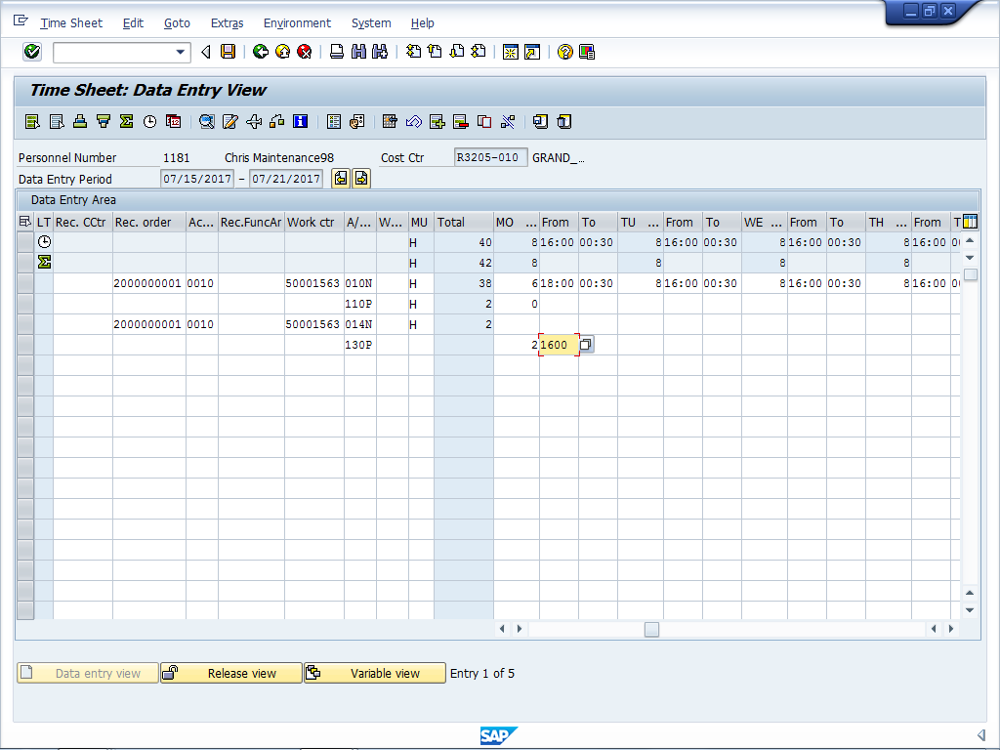 Time Sheet Edit Goto Extras Environment System Help
Time Sheet: Data Entry View
Personnel Number 1181 Chris Maintenance98 Cost Ctr R3205-010 GRAND_...
Data Entry Period 07/15/2017 - 07/21/2017
Data Entry Area
LT Rec. CCtr Rec. order Ac... Rec.FuncAr Work ctr A/... W... MU Total MO ... From To TU ... From To WE ... From To TH ... From T
H 40 8 16:00 00:30 8 16:00 00:30 8 16:00 00:30 8 16:00 00
H 42 8 8 8 8
2000000001 0010 50001563 010N H 38 6 18:00 00:30 8 16:00 00:30 8 16:00 00:30 8 16:00 00
110P H 2 0
2000000001 0010 50001563 014N H 2
130P 2 1600
Data entry view Release view Variable view Entry 1 of 5
SAP